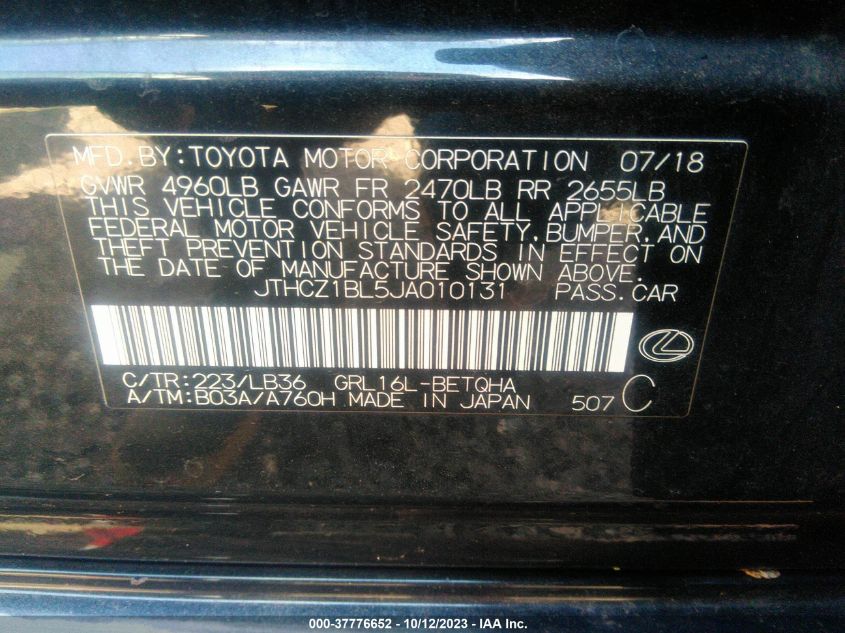 MFD.BY:TOYOTA MOTOR CORPORATION 07/18
GVWR 4960LB GAWR FR 2470LB RR 2655LB
THIS VEHICLE CONFORMS TO ALL APPLICABLE
FEDERAL MOTOR VEHICLE SAFETY,BUMPER,AND
THEFT PREVENTION STANDARDS IN EFFECT ON
THE DATE OF MANUFACTURE SHOWN ABOVE.
JTHCZ1BL5JA010131 PASS.CAR
C/TR:223/LB36 GRL16L-BETQHA
A/TM:B03A/A760H MADE IN JAPAN 507 C
000-37776652 - 10/12/2023 - IAA Inc.